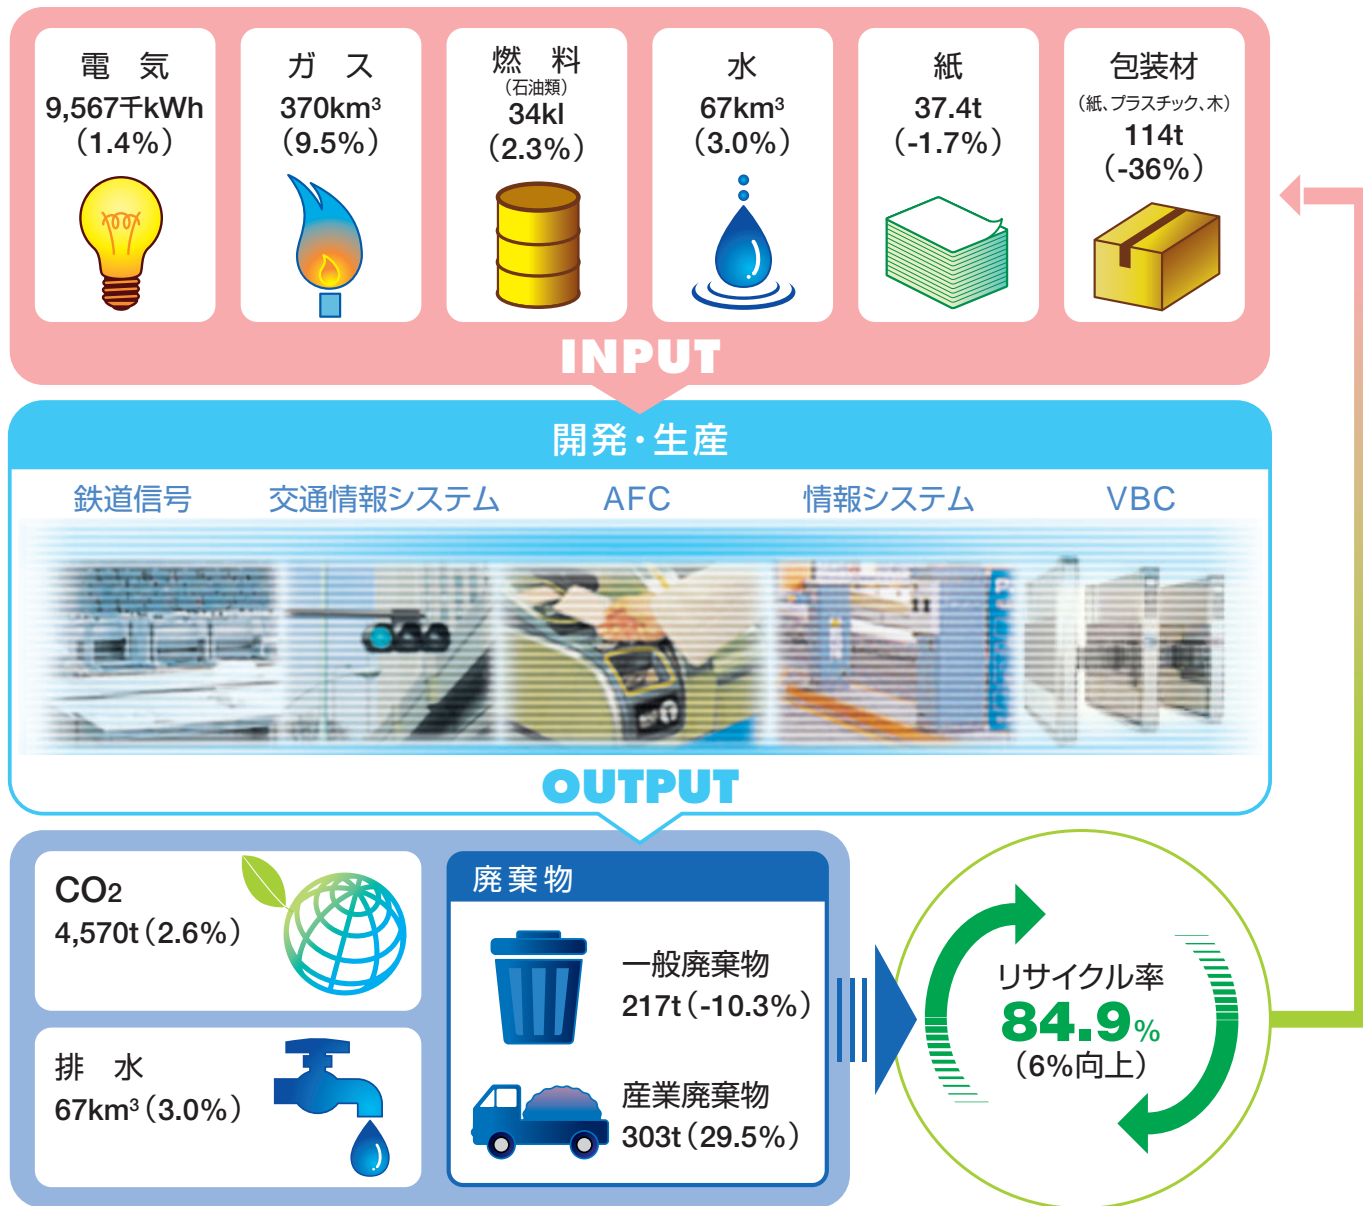 電　気
9,567千kWh
(1.4%)
ガ　ス
370km³
(9.5%)
燃　料
(石油類)
34kl
(2.3%)
水
67km³
(3.0%)
紙
37.4t
(-1.7%)
包装材
(紙、プラスチック、木)
114t
(-36%)
INPUT
開発・生産
鉄道信号
交通情報システム
AFC
情報システム
VBC
OUTPUT
CO2
4,570t(2.6%)
排　水
67km³(3.0%)
廃棄物
一般廃棄物
217t(-10.3%)
産業廃棄物
303t(29.5%)
リサイクル率
84.9%
(6%向上)